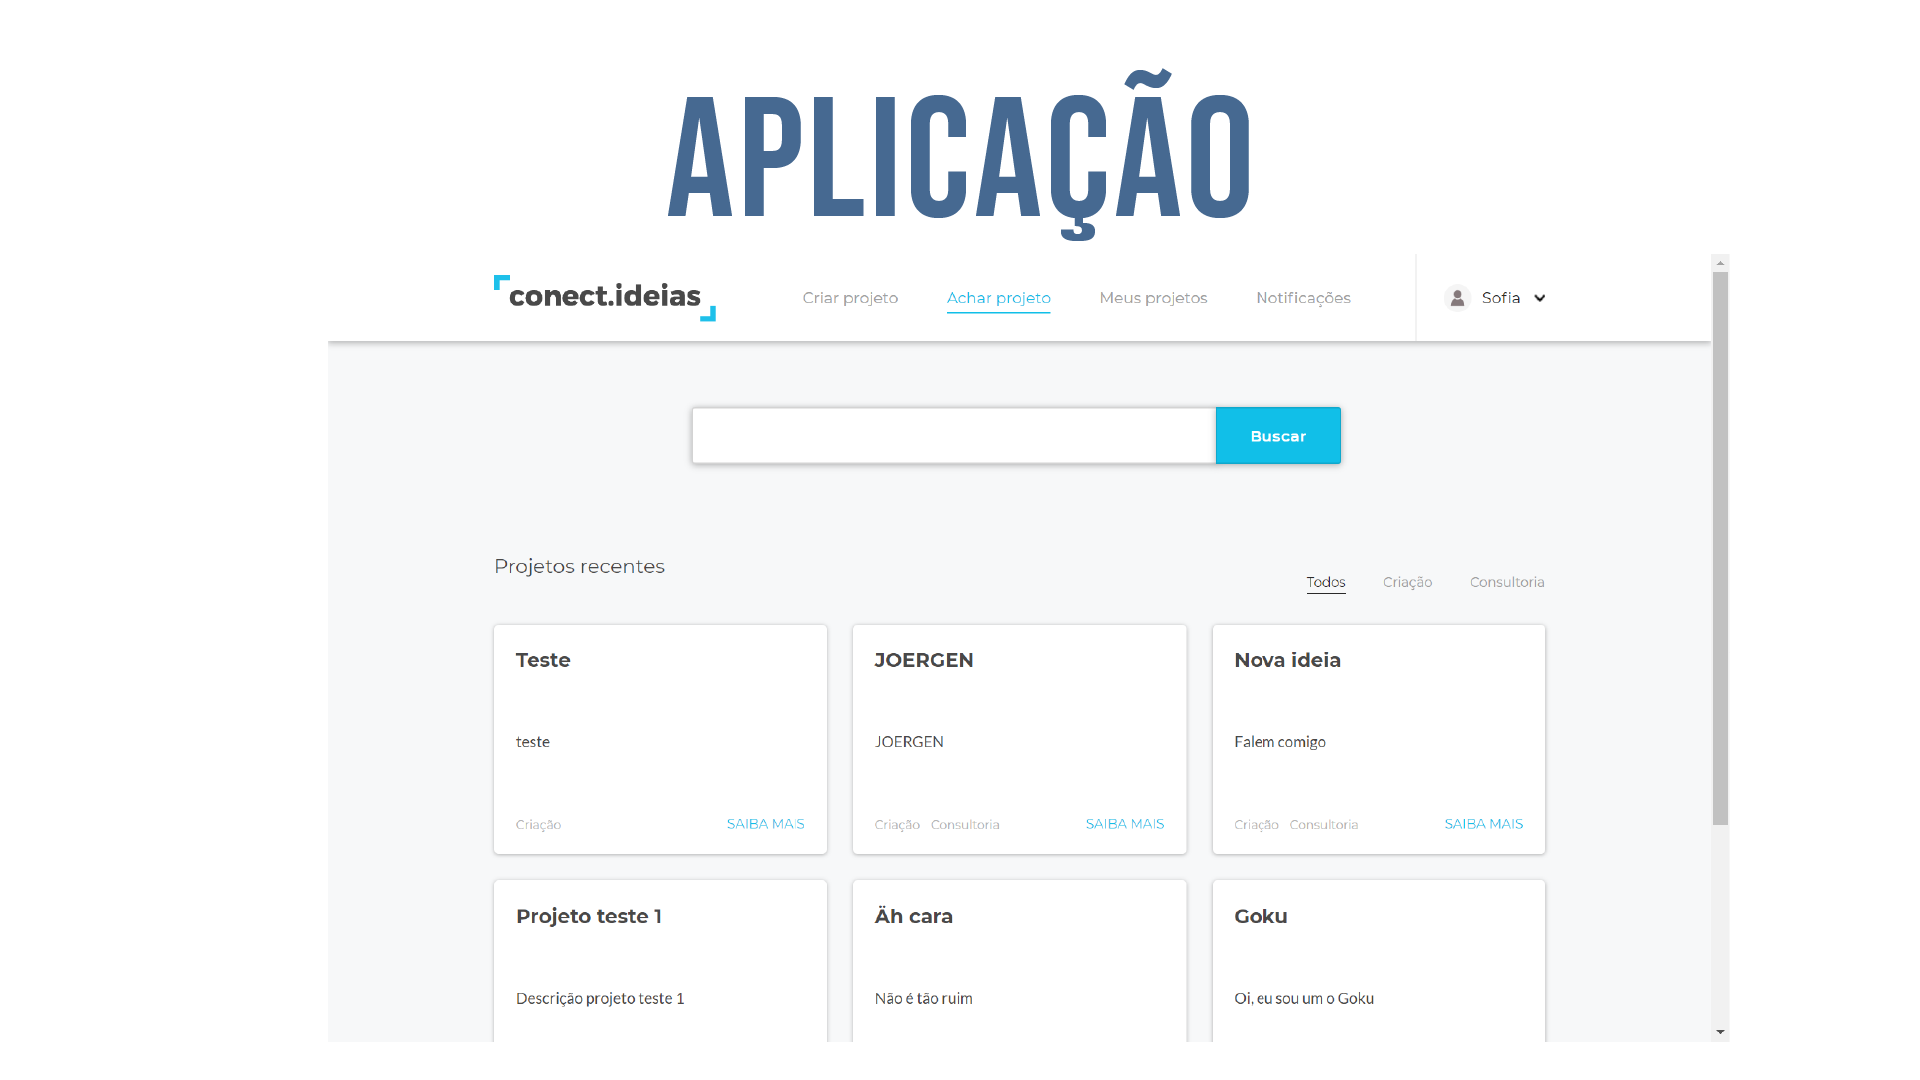 APLICAÇÃO
conect.ideias Criar projeto Achar projeto Meus projetos Notificações Sofia
Buscar
Projetos recentes
Todos Criação Consultoria
Teste JOERGEN Nova ideia
teste JOERGEN Falem comigo
Criação SAIBA MAIS Criação Consultoria SAIBA MAIS Criação Consultoria SAIBA MAIS
Projeto teste 1 Äh cara Goku
Descrição projeto teste 1 Não é tão ruim Oi, eu sou um o Goku